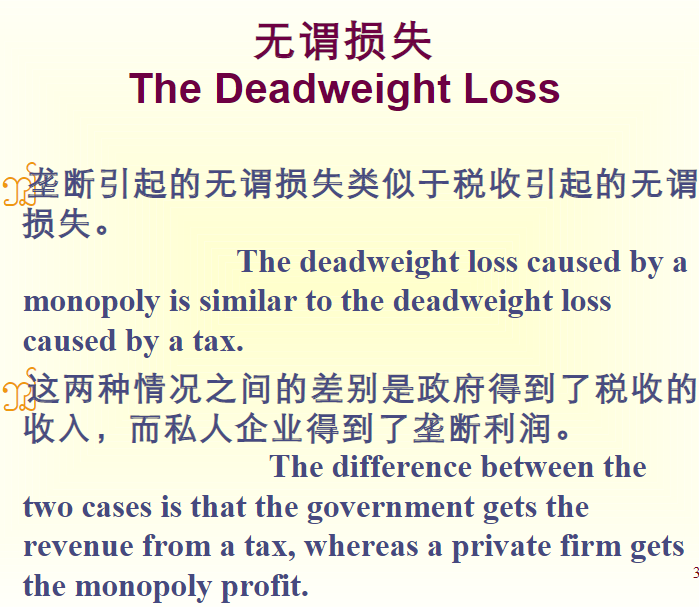 无谓损失
The Deadweight Loss
垄断引起的无谓损失类似于税收引起的无谓
损失。
The deadweight loss caused by a
monopoly is similar to the deadweight loss
caused by a tax.
这两种情况之间的差别是政府得到了税收的
收入，而私人企业得到了垄断利润。
The difference between the
two cases is that the government gets the
revenue from a tax, whereas a private firm gets
the monopoly profit.